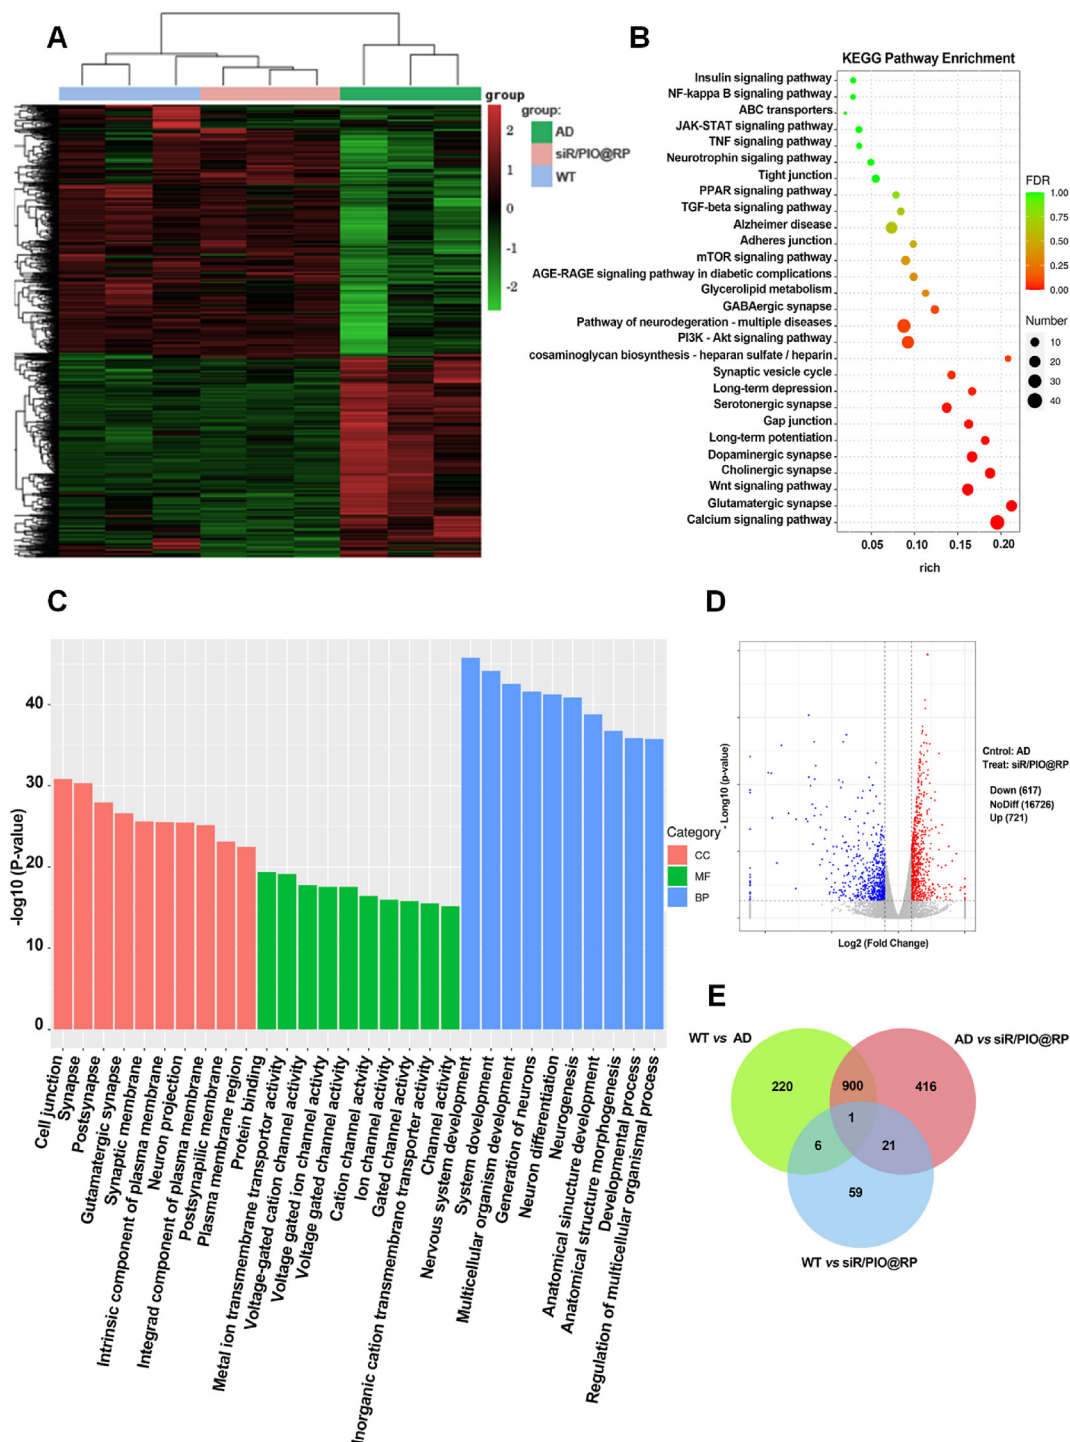 A
group
2
1
0
-1
-2
group:
AD
siR/PIO@RP
WT
B
KEGG Pathway Enrichment
Insulin signaling pathway
NF-kappa B signaling pathway
ABC transporters
JAK-STAT signaling pathway
TNF signaling pathway
Neurotrophin sigaling pathway
Tight junction
PPAR signaling pathway
TGF-beta signaling pathway
Alzheimer disease
Adheres junction
mTOR signaling pathway
AGE-RAGE signaling pathway in diabetic complications
Glycerolipid metabolism
GABAergic synapse
Pathway of neurodegeration - multiple diseases
PI3K - Akt signaling pathway
cosaminoglycan biosynthesis - heparan sulfate / heparin
Synaptic vesicle cycle
Long-term depression
Serotonergic synapse
Gap junction
Long-term potentiation
Dopaminergic synapse
Cholinergic synapse
Wnt signaling pathway
Glutamatergic synapse
Calcium signaling pathway
0.05 0.10 0.15 0.20
rich
FDR
1.00
0.75
0.50
0.25
0.00
Number
10
20
30
40
C
-log10 (P-value)
40
30
20
10
0
Cell junction
Synapse
Postsynapse
Gutamatergic synapse
Synaptic membrane
Intrinsic component of plasma membrane
Neuron projection
Integrad component of plasma membrane
Postsynapilic membrane
Plasma membrane region
Protein binding
Metal ion transmembrane transportor activity
Voltage-gated cation channel activity
Voltage gated ion channel activty
Voltage gated channel activity
Cation channel activity
Ion channel activity
Gated channel activty
Inorganic cation transmembrano transporter activity
Channel activity
Nervous system development
System development
Multicellular organism development
Generation of neurons
Neuron differentiation
Neurogenesis
Anatomical sinucture development
Anatomical structure morphogenesis
Developmental process
Regulation of multicellular organismal process
Category
CC
MF
BP
D
- Long10 (p-value)
Log2 (Fold Change)
Cntrol: AD
Treat: siR/PIO@RP
Down (617)
NoDiff (16726)
Up (721)
E
WT vs AD
AD vs siR/PIO@RP
220
900
416
1
6
21
59
WT vs siR/PIO@RP